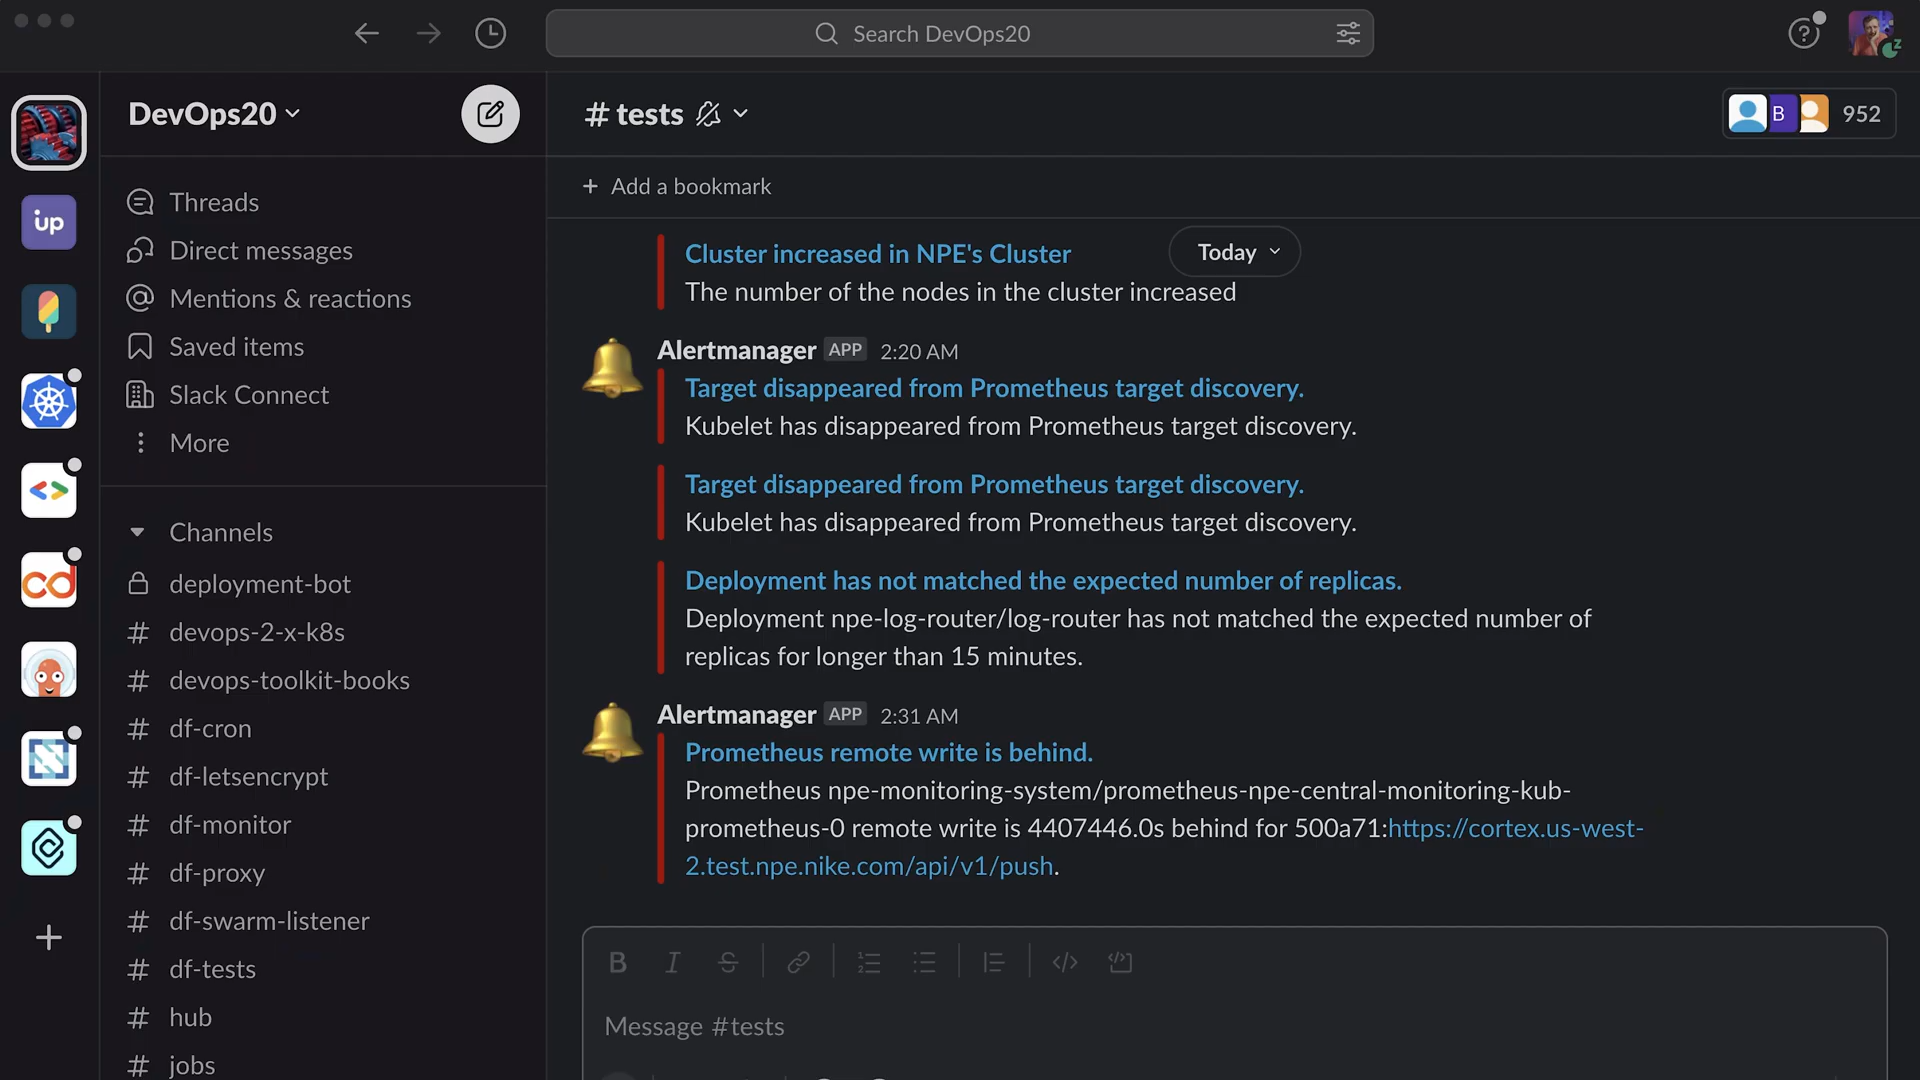 Search DevOps20
DevOps20
# tests
952
up
Threads
Direct messages
Mentions & reactions
Saved items
Slack Connect
More
Channels
deployment-bot
# devops-2-x-k8s
# devops-toolkit-books
# df-cron
# df-letsencrypt
# df-monitor
# df-proxy
# df-swarm-listener
# df-tests
# hub
# jobs
B
+ Add a bookmark
Today
Cluster increased in NPE's Cluster
The number of the nodes in the cluster increased
Alertmanager APP 2:20 AM
Target disappeared from Prometheus target discovery.
Kubelet has disappeared from Prometheus target discovery.
Target disappeared from Prometheus target discovery.
Kubelet has disappeared from Prometheus target discovery.
Deployment has not matched the expected number of replicas.
Deployment npe-log-router/log-router has not matched the expected number of
replicas for longer than 15 minutes.
Alertmanager APP 2:31 AM
Prometheus remote write is behind.
Prometheus npe-monitoring-system/prometheus-npe-central-monitoring-kub-
prometheus-0 remote write is 4407446.0s behind for 500a71:https://cortex.us-west-
2.test.npe.nike.com/api/v1/push.
B I S
Message #tests